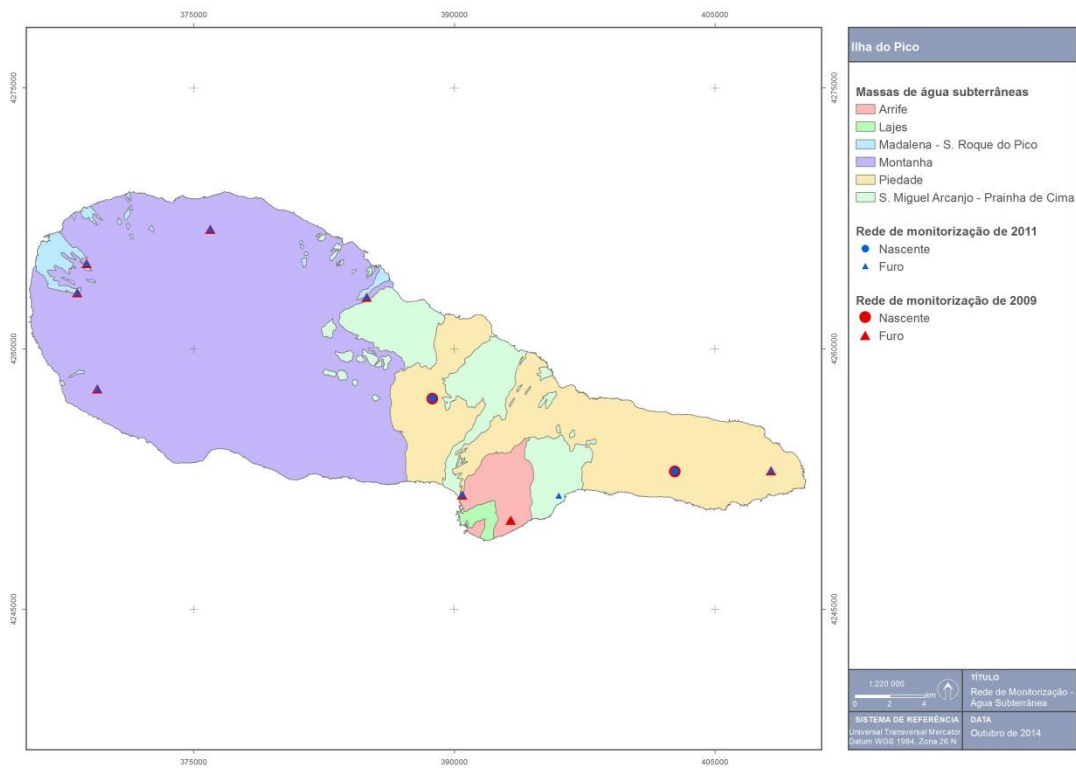 375000
390000
405000
4275000
4275000
4260000
4260000
4245000
4245000
375000
390000
405000
Ilha do Pico
Massas de água subterrâneas
Arrife
Lajes
Madalena - S. Roque do Pico
Montanha
Piedade
S. Miguel Arcanjo - Prainha de Cima
Rede de monitorização de 2011
Nascente
Furo
Rede de monitorização de 2009
Nascente
Furo
1:220.000
km
0 2 4
TÍTULO
Rede de Monitorização -
Água Subterrânea
SISTEMA DE REFERÊNCIA
Universal Transversal Mercator
Datum WGS 1984, Zona 26 N
DATA
Outubro de 2014